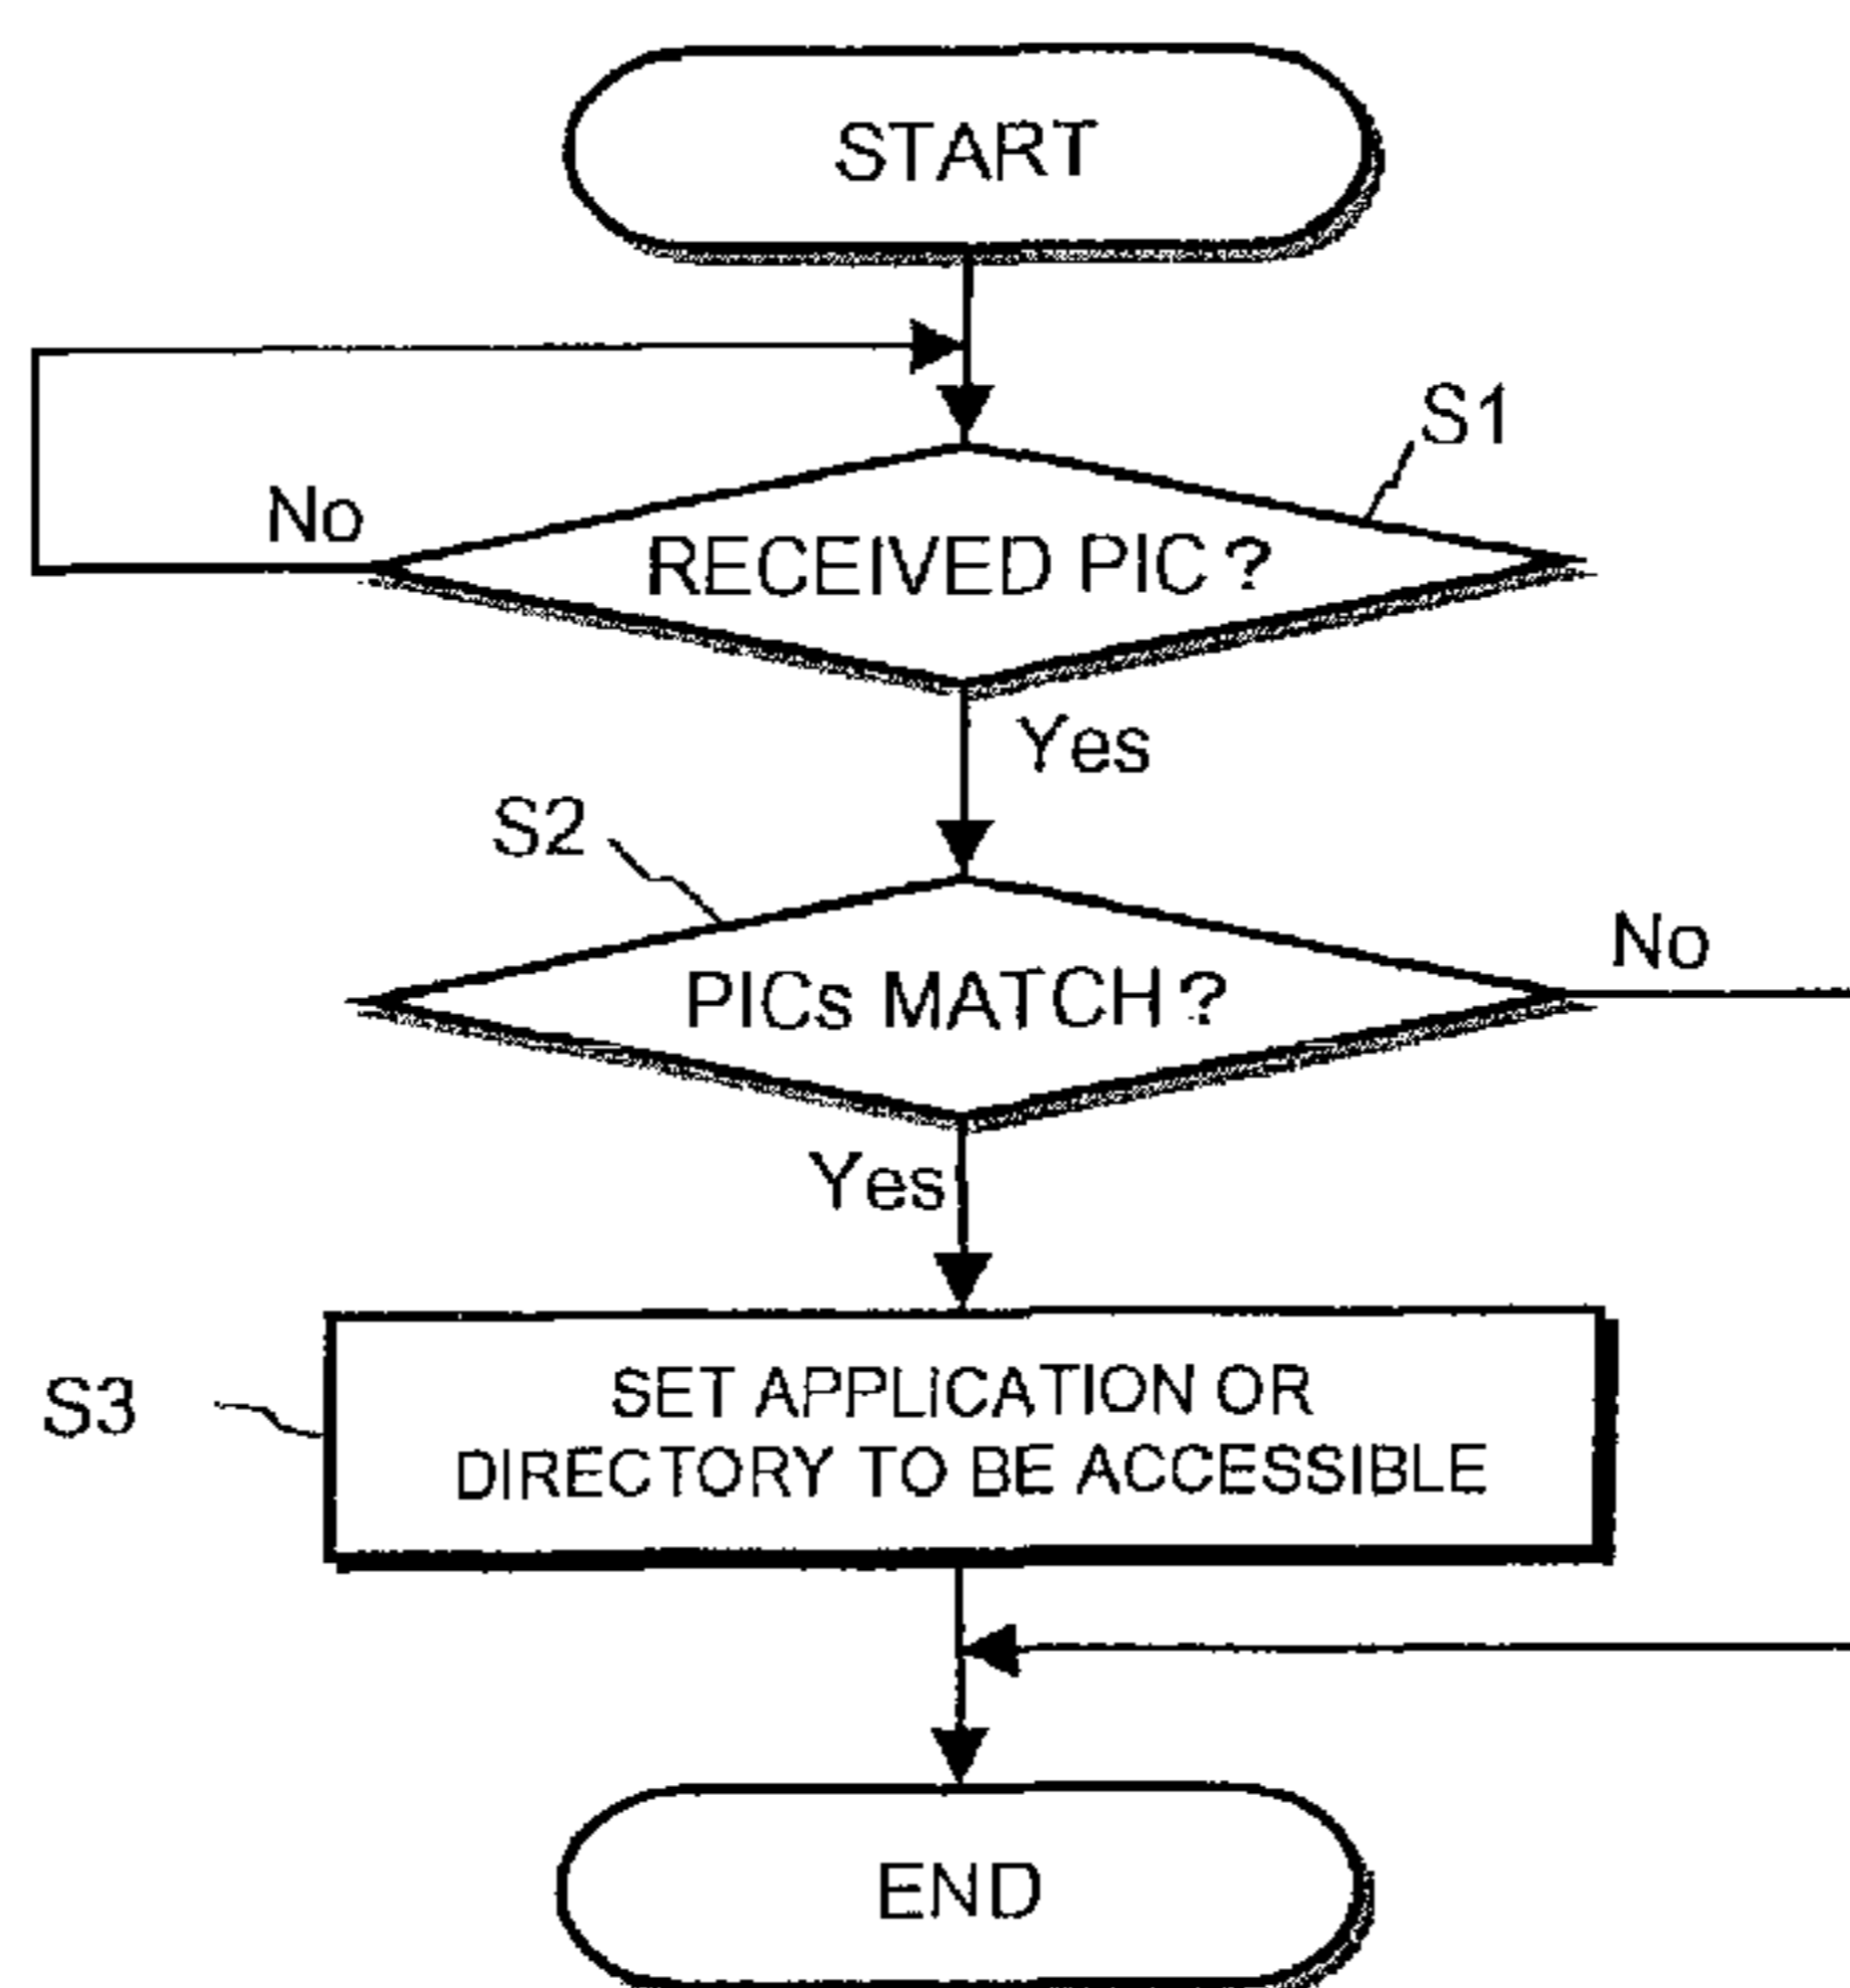 START
S1
No
RECEIVED PIC ?
Yes
S2
No
PICs MATCH ?
Yes
S3
SET APPLICATION OR
DIRECTORY TO BE ACCESSIBLE
END